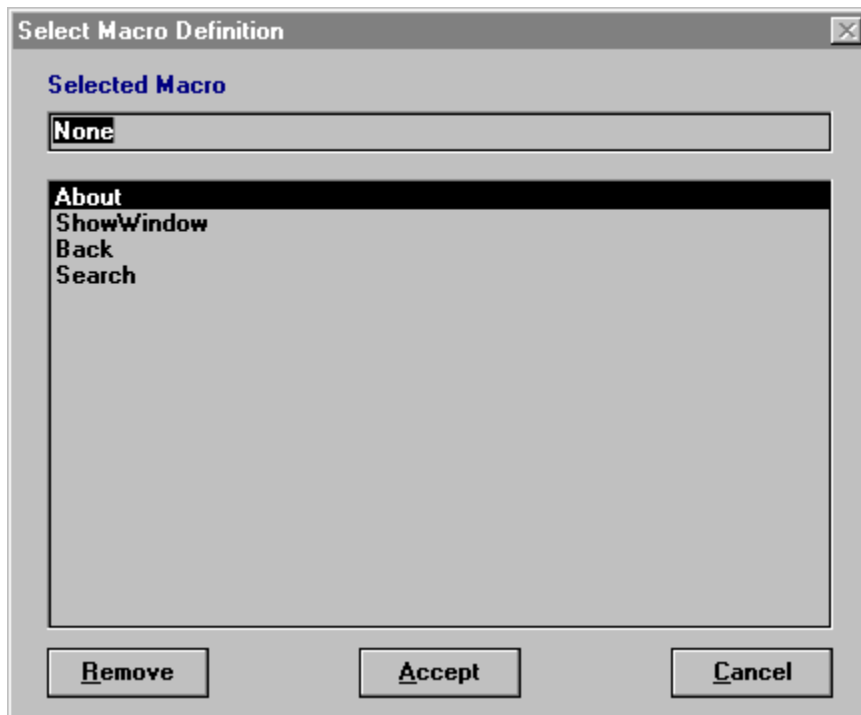 Select Macro Definition
Selected Macro
None
About
ShowWindow
Back
Search
Remove Accept Cancel